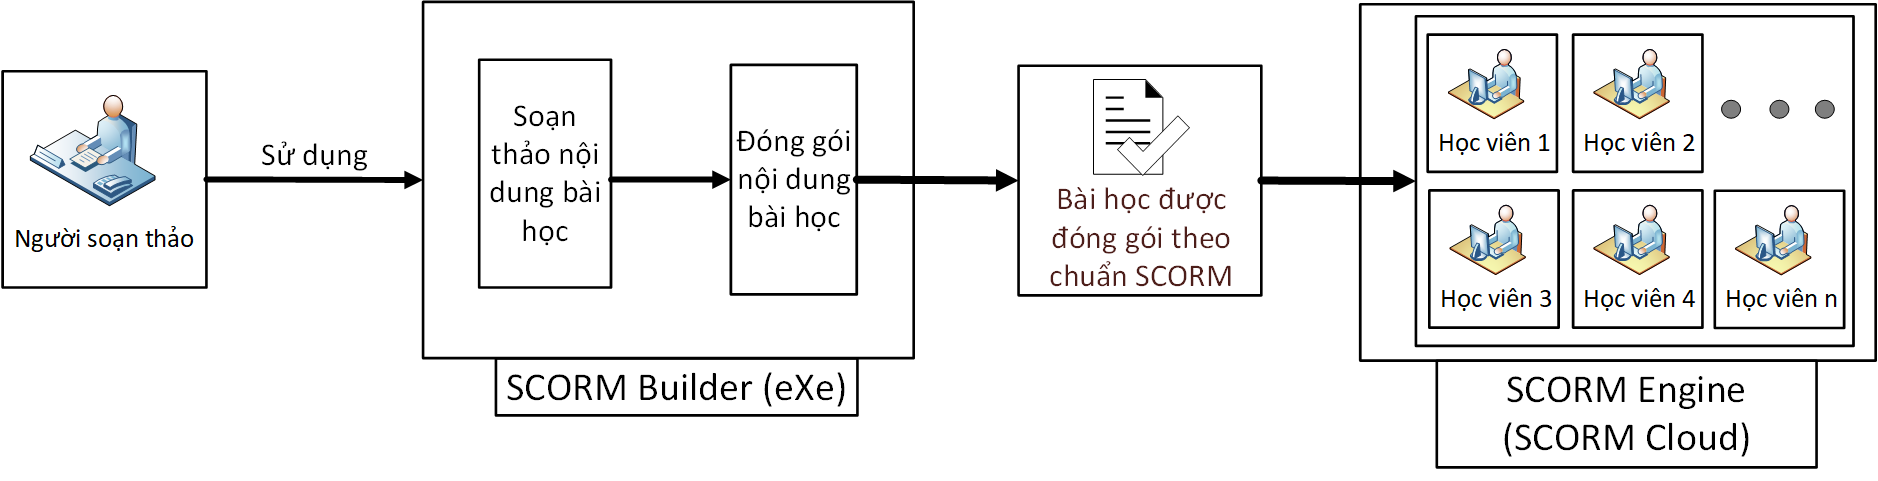 Người soạn thảo
Sử dụng
Soạn
thảo nội
dung bài
học
Đóng gói
nội dung
bài học
SCORM Builder (eXe)
Bài học được
đóng gói theo
chuẩn SCORM
Học viên 1
Học viên 2
Học viên 3
Học viên 4
Học viên n
SCORM Engine
(SCORM Cloud)